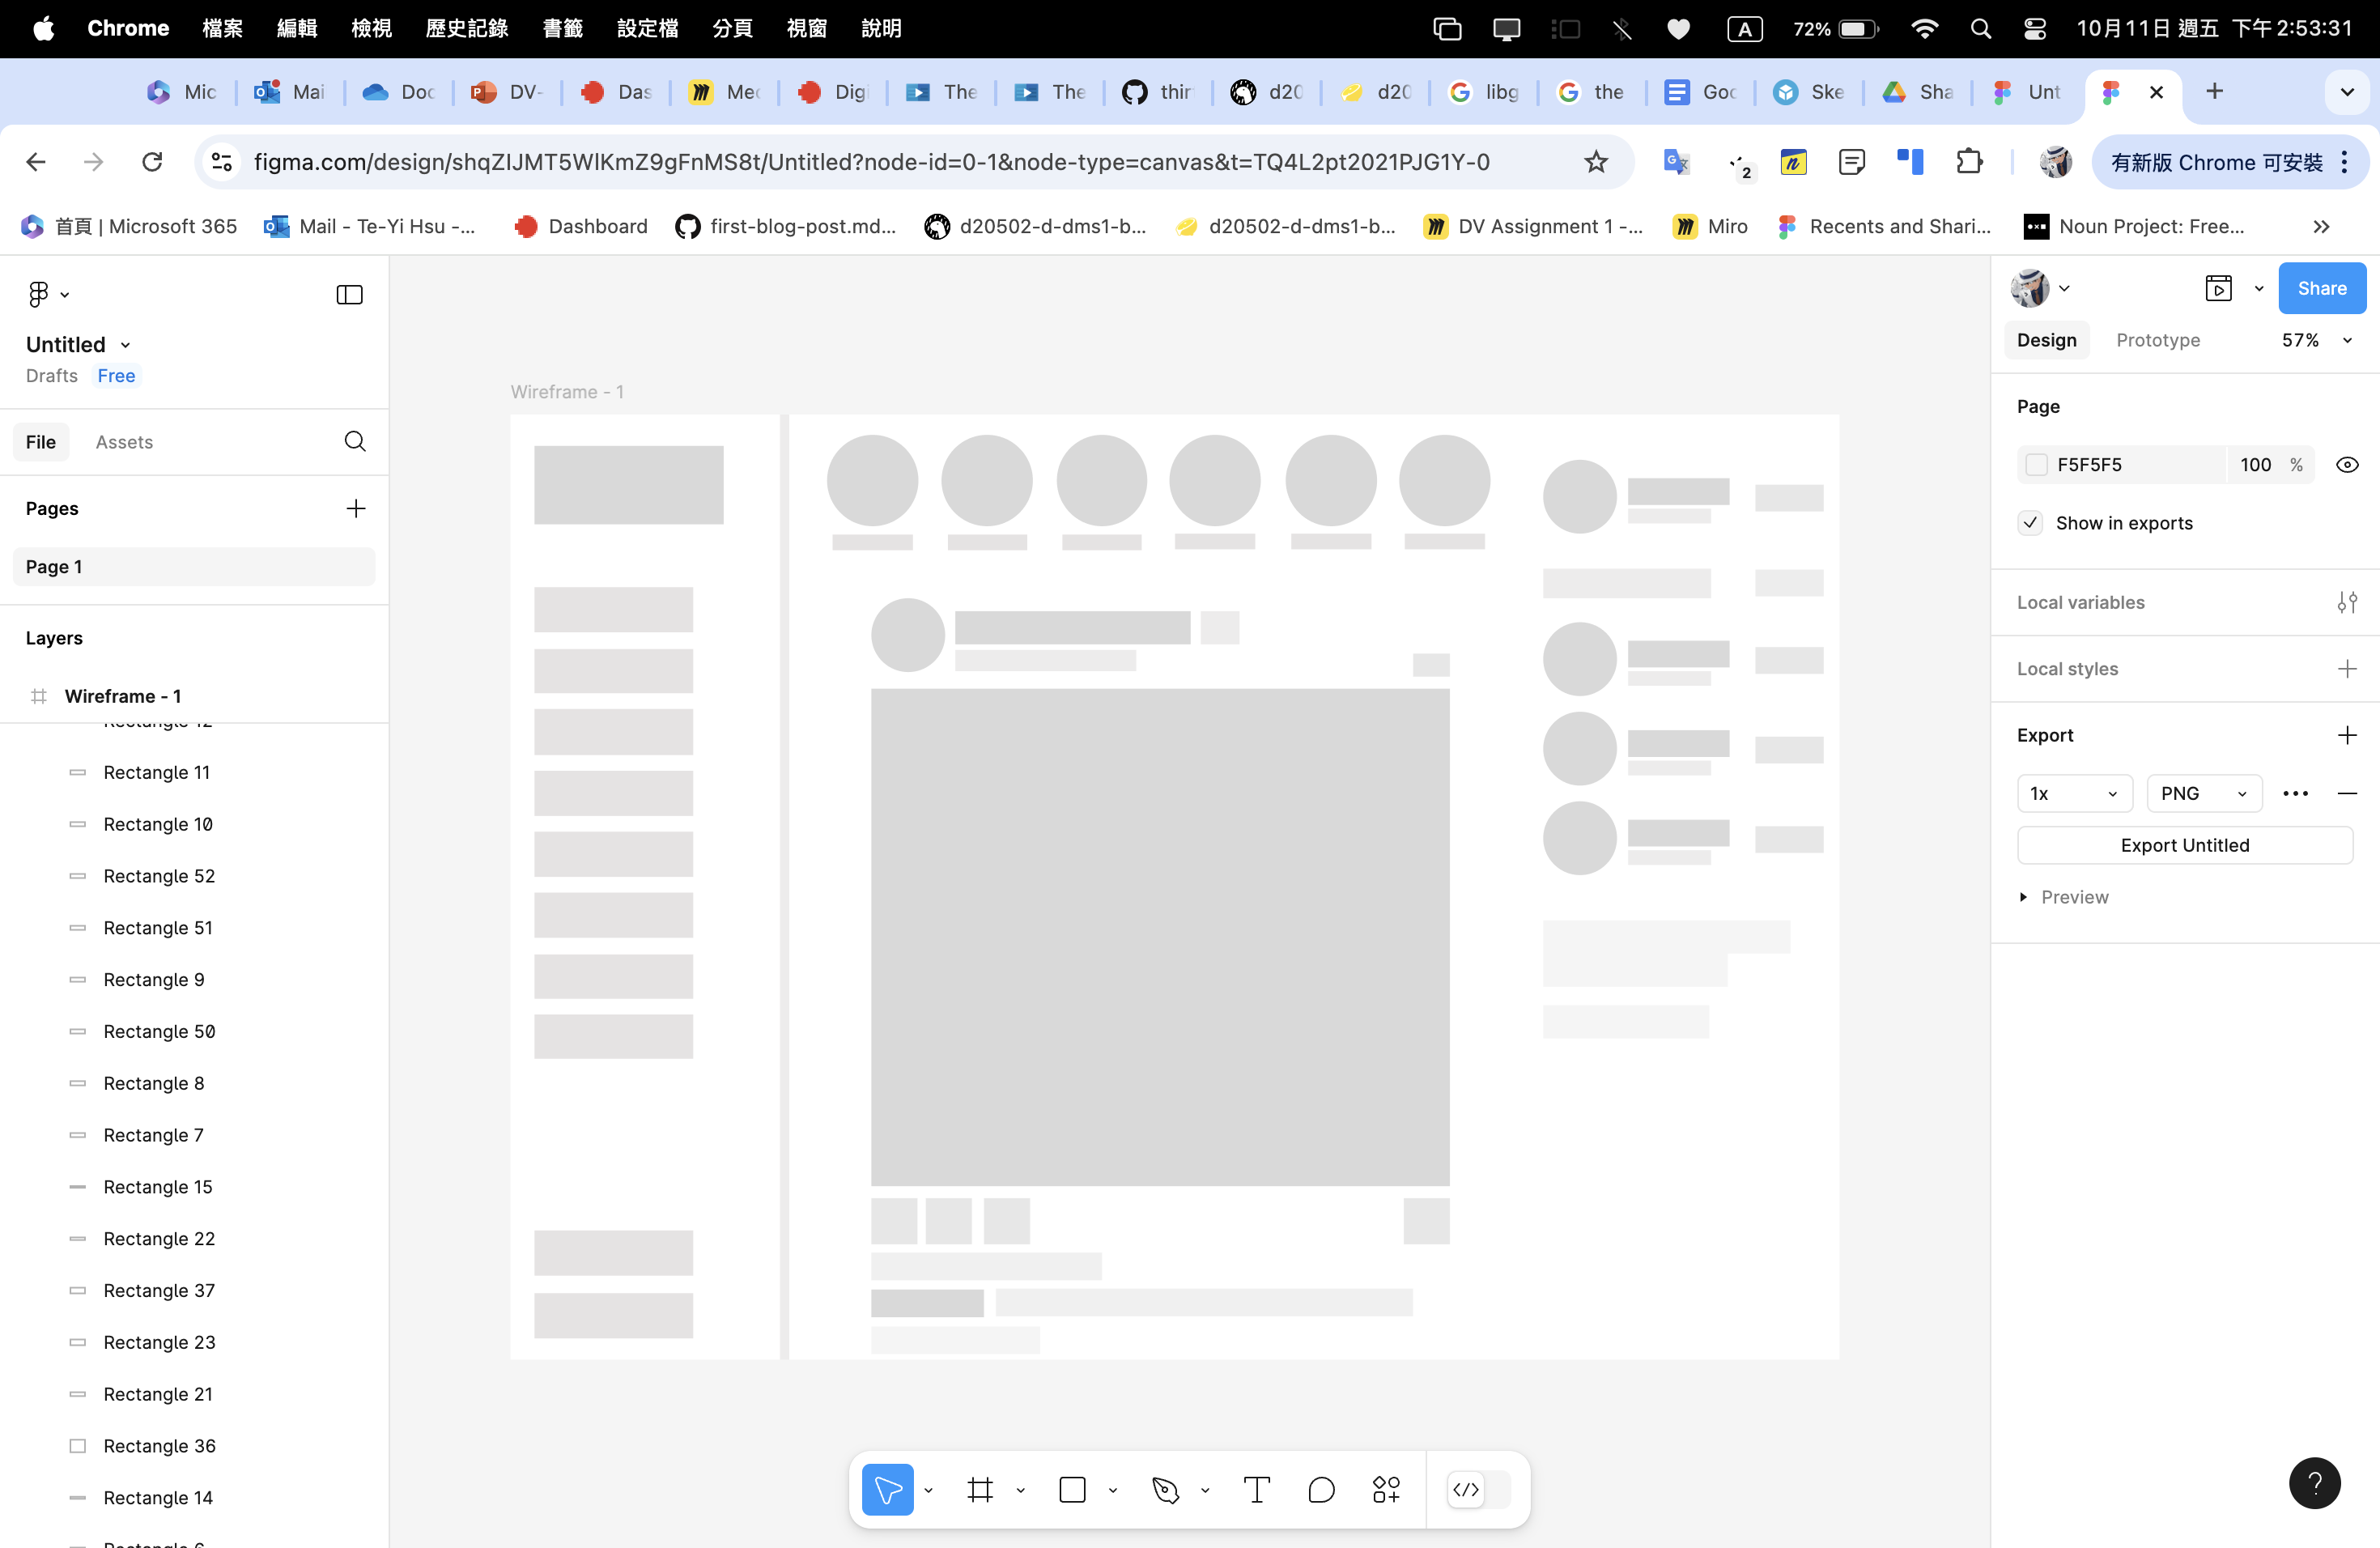 Chrome 檔案 編輯 檢視 歷史記錄 書籤 設定檔 分頁 視窗 說明 A 72% 10月11日 週五 下午2:53:31
Mic Mai Doc DV- Das Mec Digi The The thir d20 d20 libg the Goo Ske Sha Unt
figma.com/design/shqZIJMT5WlKmZ9gFnMS8t/Untitled?node-id=0-1&node-type=canvas&t=TQ4L2pt2021PJG1Y-0 2 有新版 Chrome 可安裝
首頁 | Microsoft 365 Mail - Te-Yi Hsu -... Dashboard first-blog-post.md... d20502-d-dms1-b... d20502-d-dms1-b... DV Assignment 1 -... Miro Recents and Shari... Noun Project: Free...
Untitled
Drafts Free
File Assets
Pages
Page 1
Layers
Wireframe - 1
Rectangle 12
Rectangle 11
Rectangle 10
Rectangle 52
Rectangle 51
Rectangle 9
Rectangle 50
Rectangle 8
Rectangle 7
Rectangle 15
Rectangle 22
Rectangle 37
Rectangle 23
Rectangle 21
Rectangle 36
Rectangle 14
Rectangle 6
Wireframe - 1
Share
Design Prototype 57%
Page
F5F5F5 100 %
Show in exports
Local variables
Local styles
Export
1x PNG
Export Untitled
Preview
?